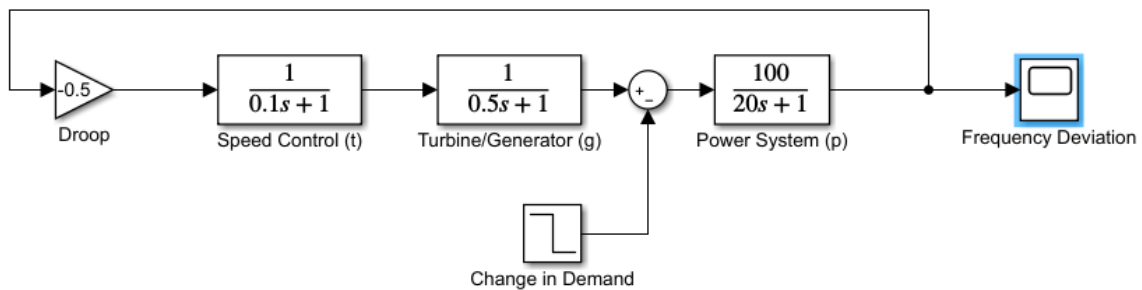 -0.5
Droop
1
0.1s + 1
Speed Control (t)
1
0.5s + 1
Turbine/Generator (g)
+
−
100
20s + 1
Power System (p)
Frequency Deviation
Change in Demand